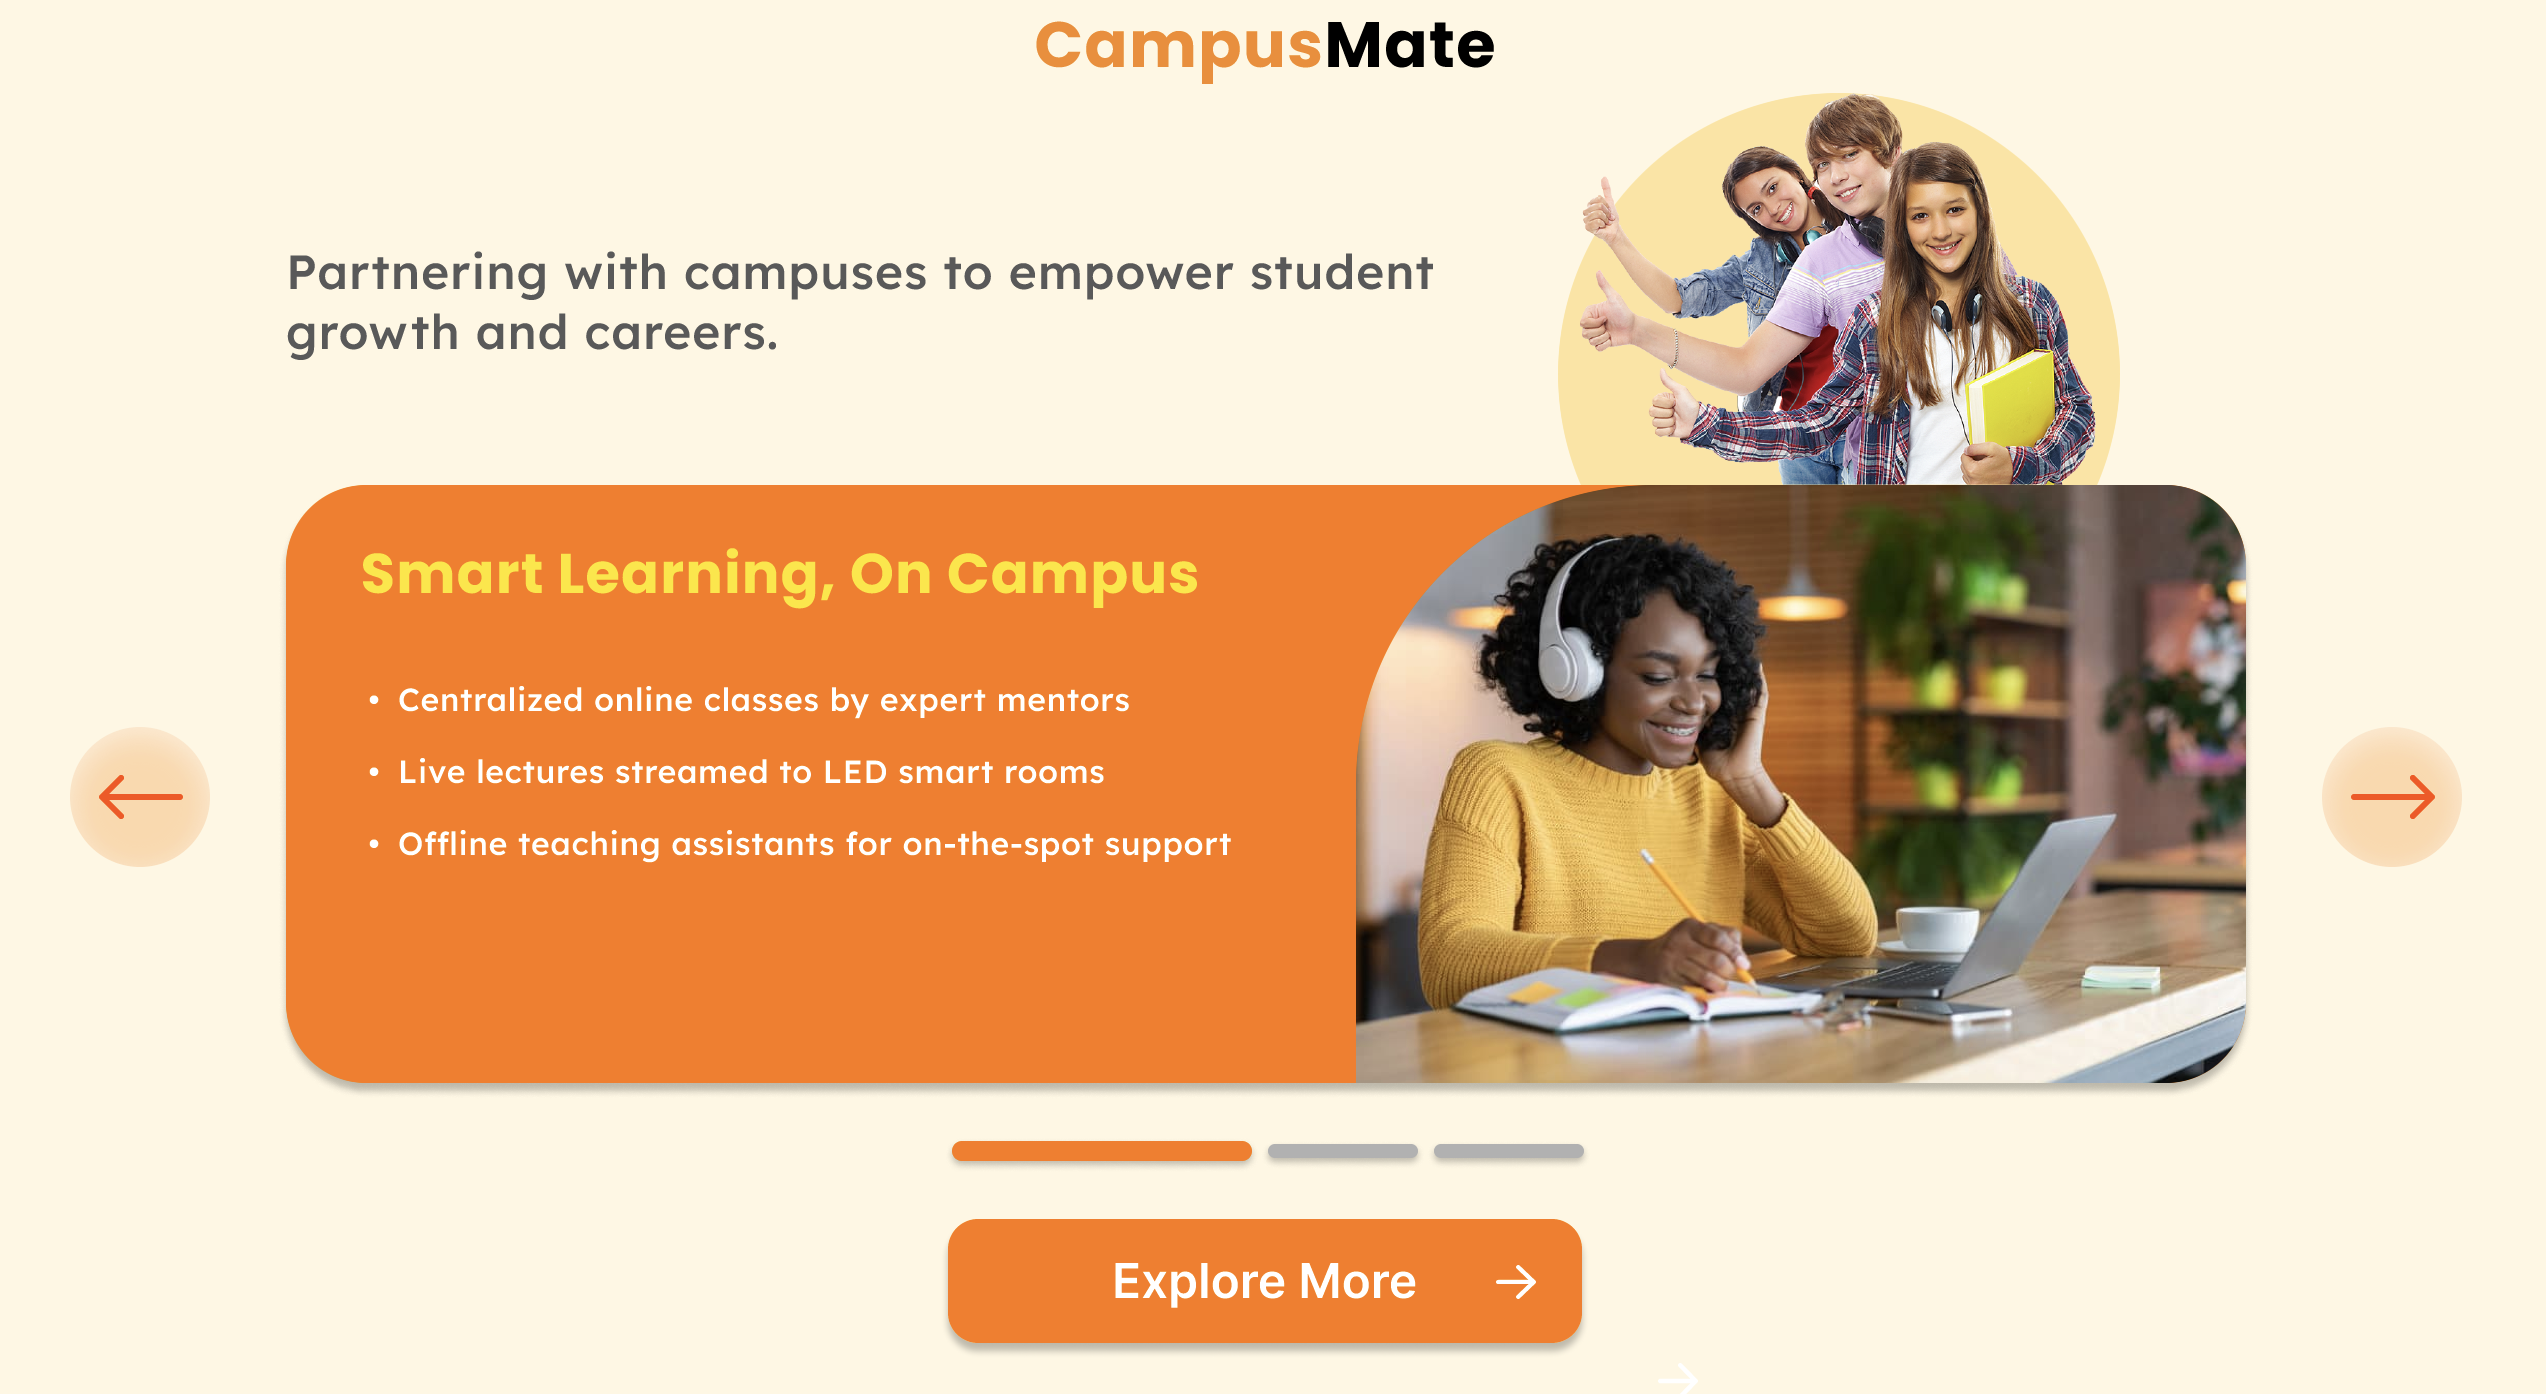 CampusMate
Partnering with campuses to empower student
growth and careers.
Smart Learning, On Campus
• Centralized online classes by expert mentors
• Live lectures streamed to LED smart rooms
• Offline teaching assistants for on-the-spot support
Explore More